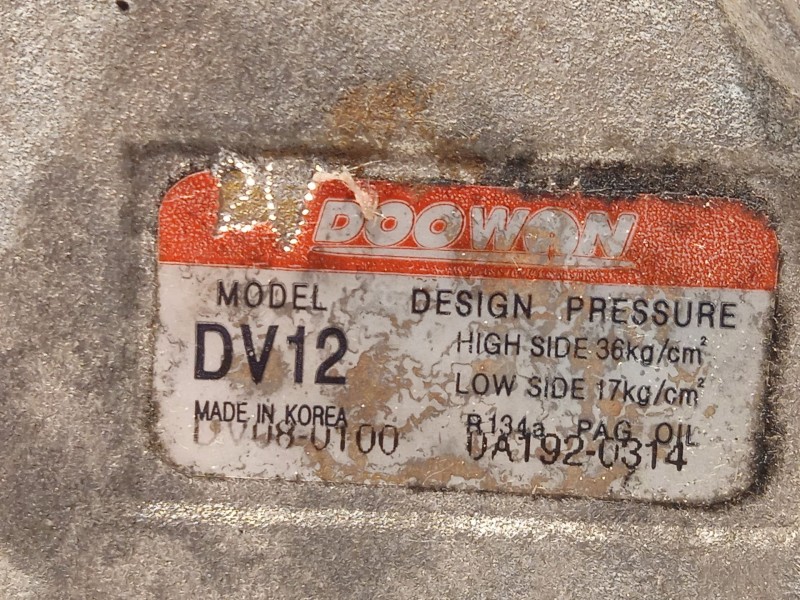 DOOWON
MODEL
DV12
MADE IN KOREA
DV08-0100
DESIGN PRESSURE
HIGH SIDE 36kg/cm²
LOW SIDE 17kg/cm²
R134a PAG OIL
0A192-0314